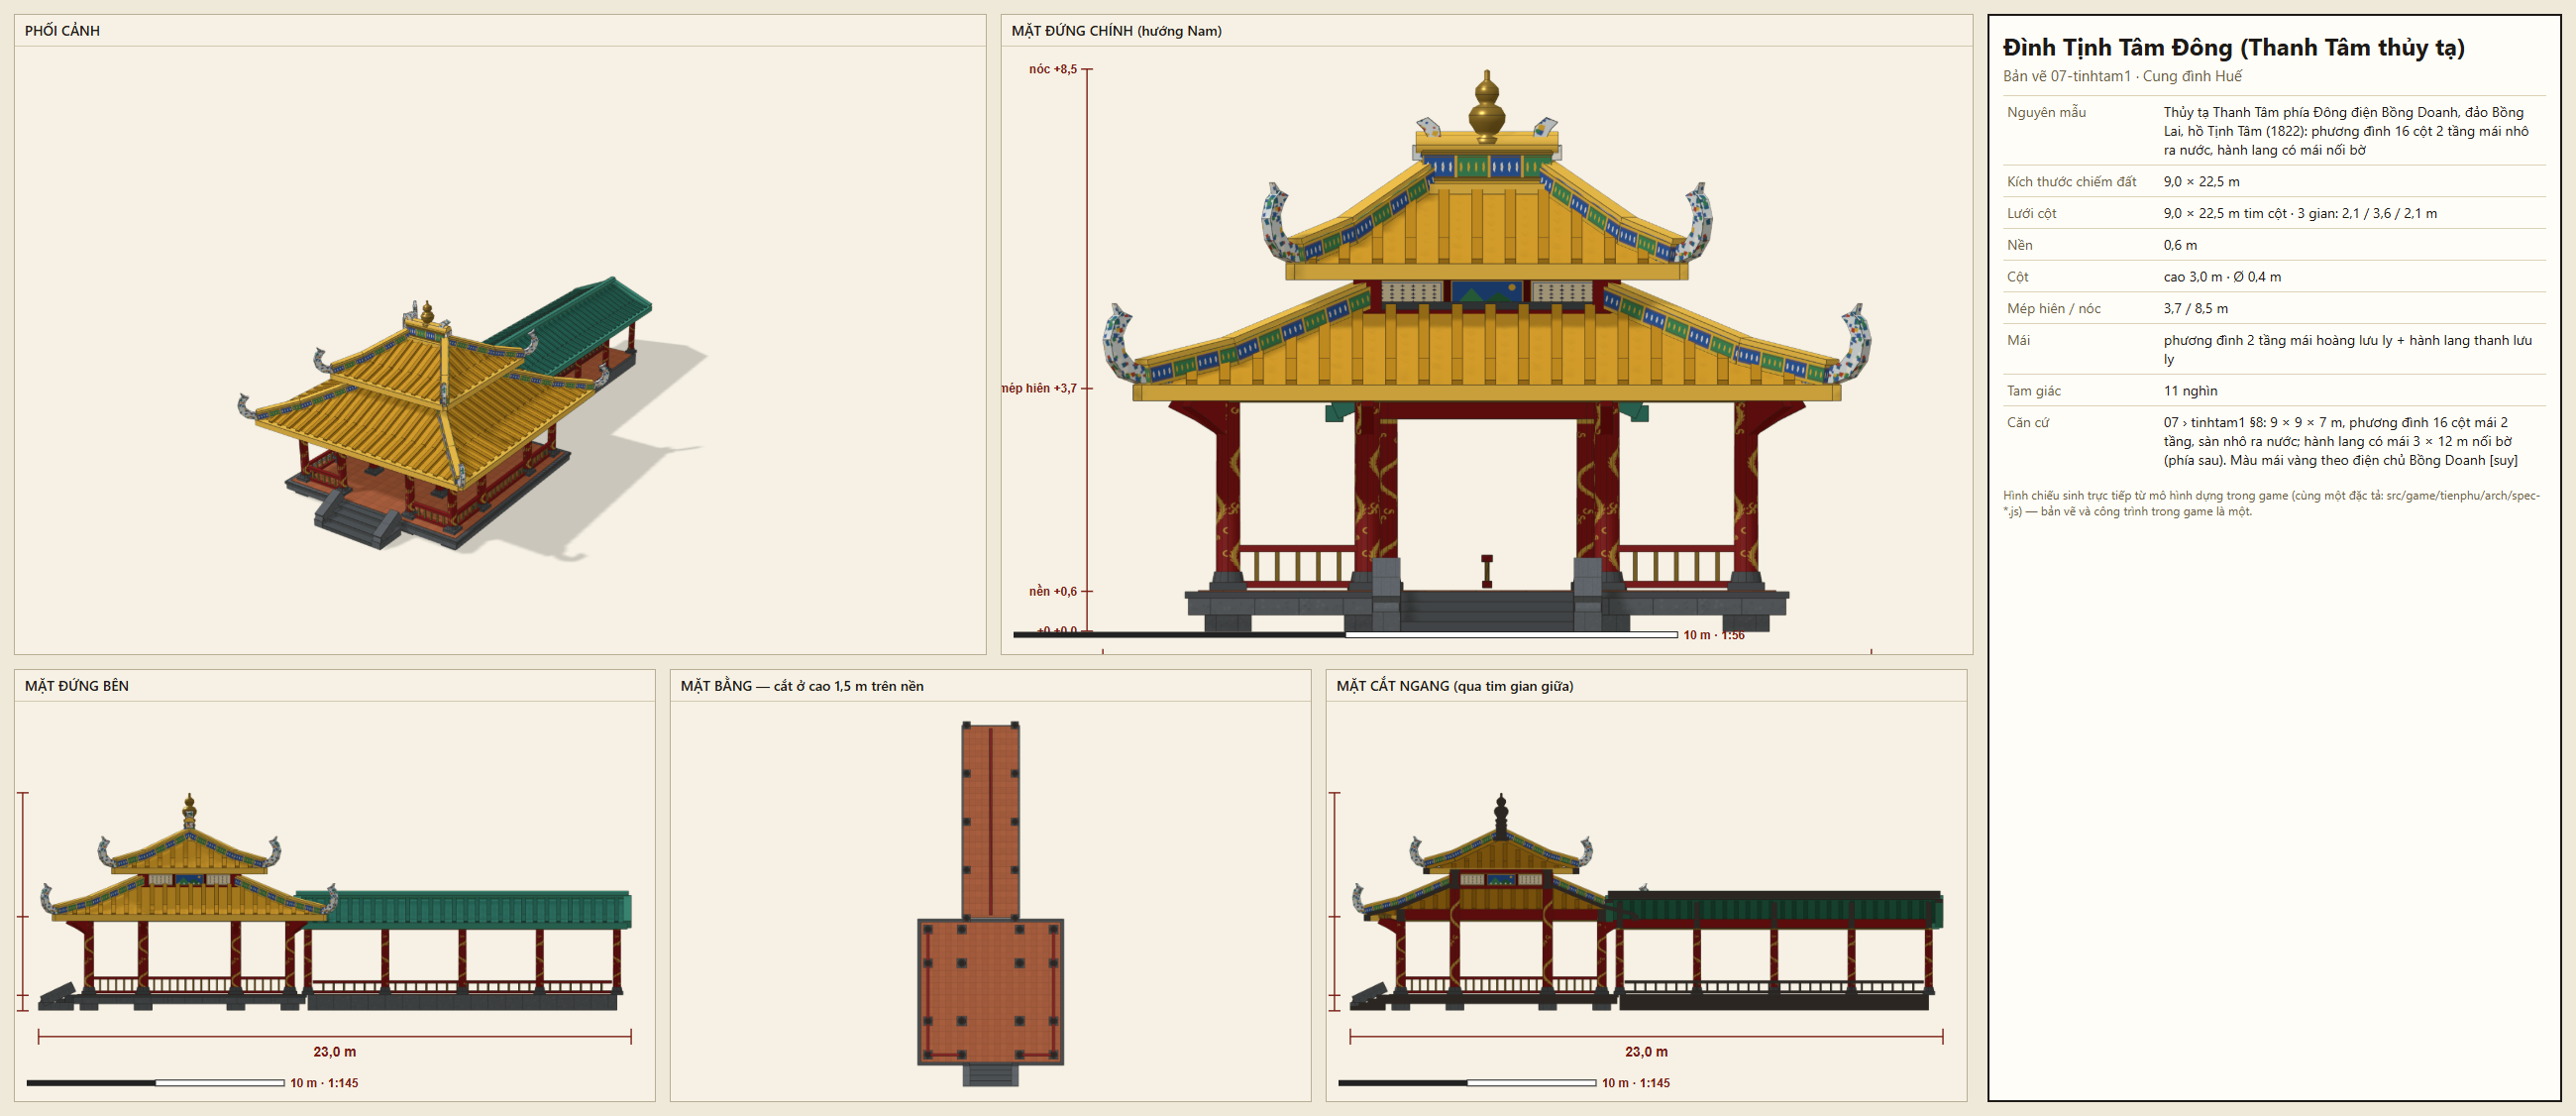 PHỐI CẢNH
MẶT ĐỨNG CHÍNH (hướng Nam)
nóc +8,5
mép hiên +3,7
nền +0,6
±0 +0,0
10 m · 1:56
MẶT ĐỨNG BÊN
23,0 m
10 m · 1:145
MẶT BẰNG — cắt ở cao 1,5 m trên nền
MẶT CẮT NGANG (qua tim gian giữa)
23,0 m
10 m · 1:145
Đình Tịnh Tâm Đông (Thanh Tâm thủy tạ)
Bản vẽ 07-tinhtam1 · Cung đình Huế
Nguyên mẫu
Thủy tạ Thanh Tâm phía Đông điện Bồng Doanh, đảo Bồng
Lai, hồ Tịnh Tâm (1822): phương đình 16 cột 2 tầng mái nhô
ra nước, hành lang có mái nối bờ
Kích thước chiếm đất
9,0 × 22,5 m
Lưới cột
9,0 × 22,5 m tim cột · 3 gian: 2,1 / 3,6 / 2,1 m
Nền
0,6 m
Cột
cao 3,0 m · Ø 0,4 m
Mép hiên / nóc
3,7 / 8,5 m
Mái
phương đình 2 tầng mái hoàng lưu ly + hành lang thanh lưu
ly
Tam giác
11 nghìn
Căn cứ
07 › tinhtam1 §8: 9 × 9 × 7 m, phương đình 16 cột mái 2
tầng, sàn nhô ra nước; hành lang có mái 3 × 12 m nối bờ
(phía sau). Màu mái vàng theo điện chủ Bồng Doanh [suy]
Hình chiếu sinh trực tiếp từ mô hình dựng trong game (cùng một đặc tả: src/game/tienphu/arch/spec-
*.js) — bản vẽ và công trình trong game là một.